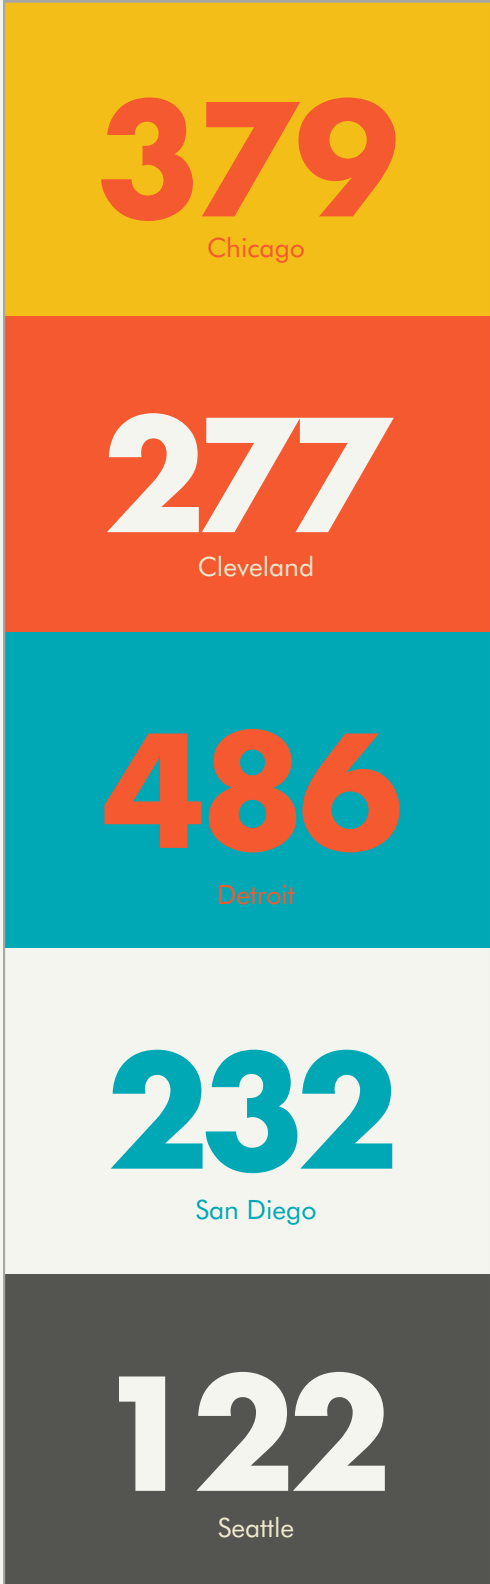 379
Chicago
277
Cleveland
486
Detroit
232
San Diego
122
Seattle